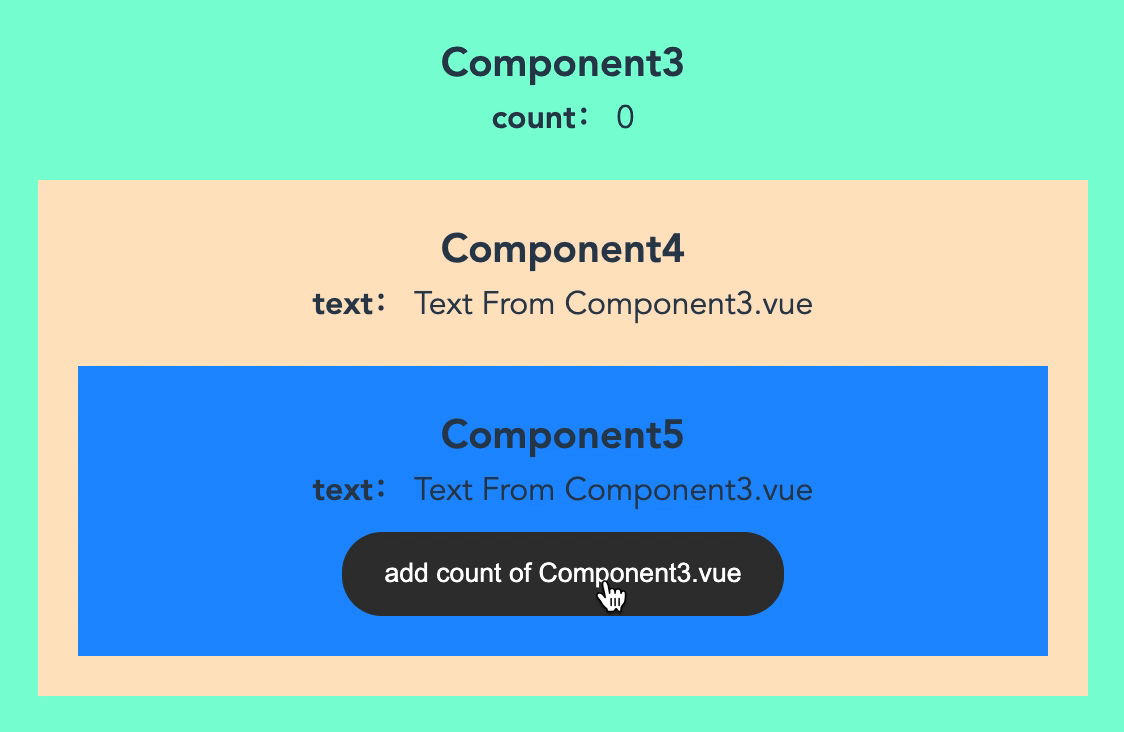 Component3
count： 0
Component4
text： Text From Component3.vue
Component5
text： Text From Component3.vue
add count of Component3.vue